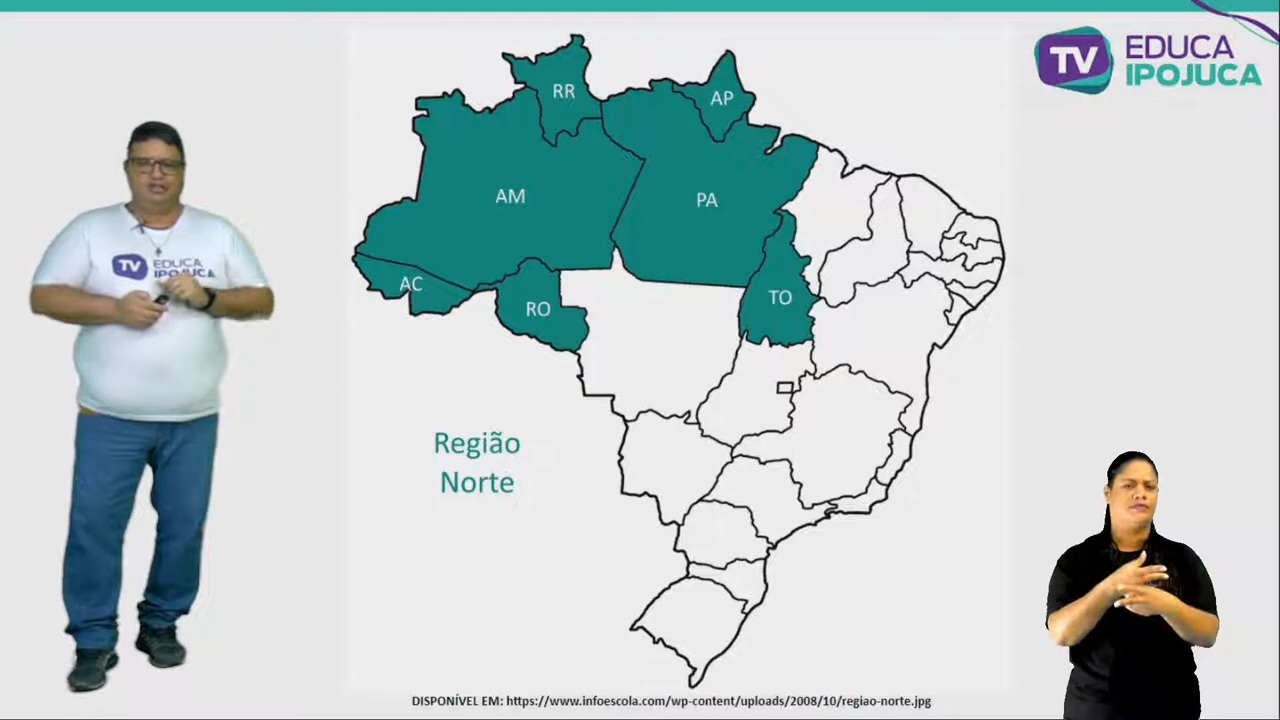 TV EDUCA
IPOJUCA
RR
AP
AM
PA
AC
RO
TO
TV EDUCA
IPOJUCA
Região
Norte
DISPONÍVEL EM: https://www.infoescola.com/wp-content/uploads/2008/10/regiao-norte.jpg